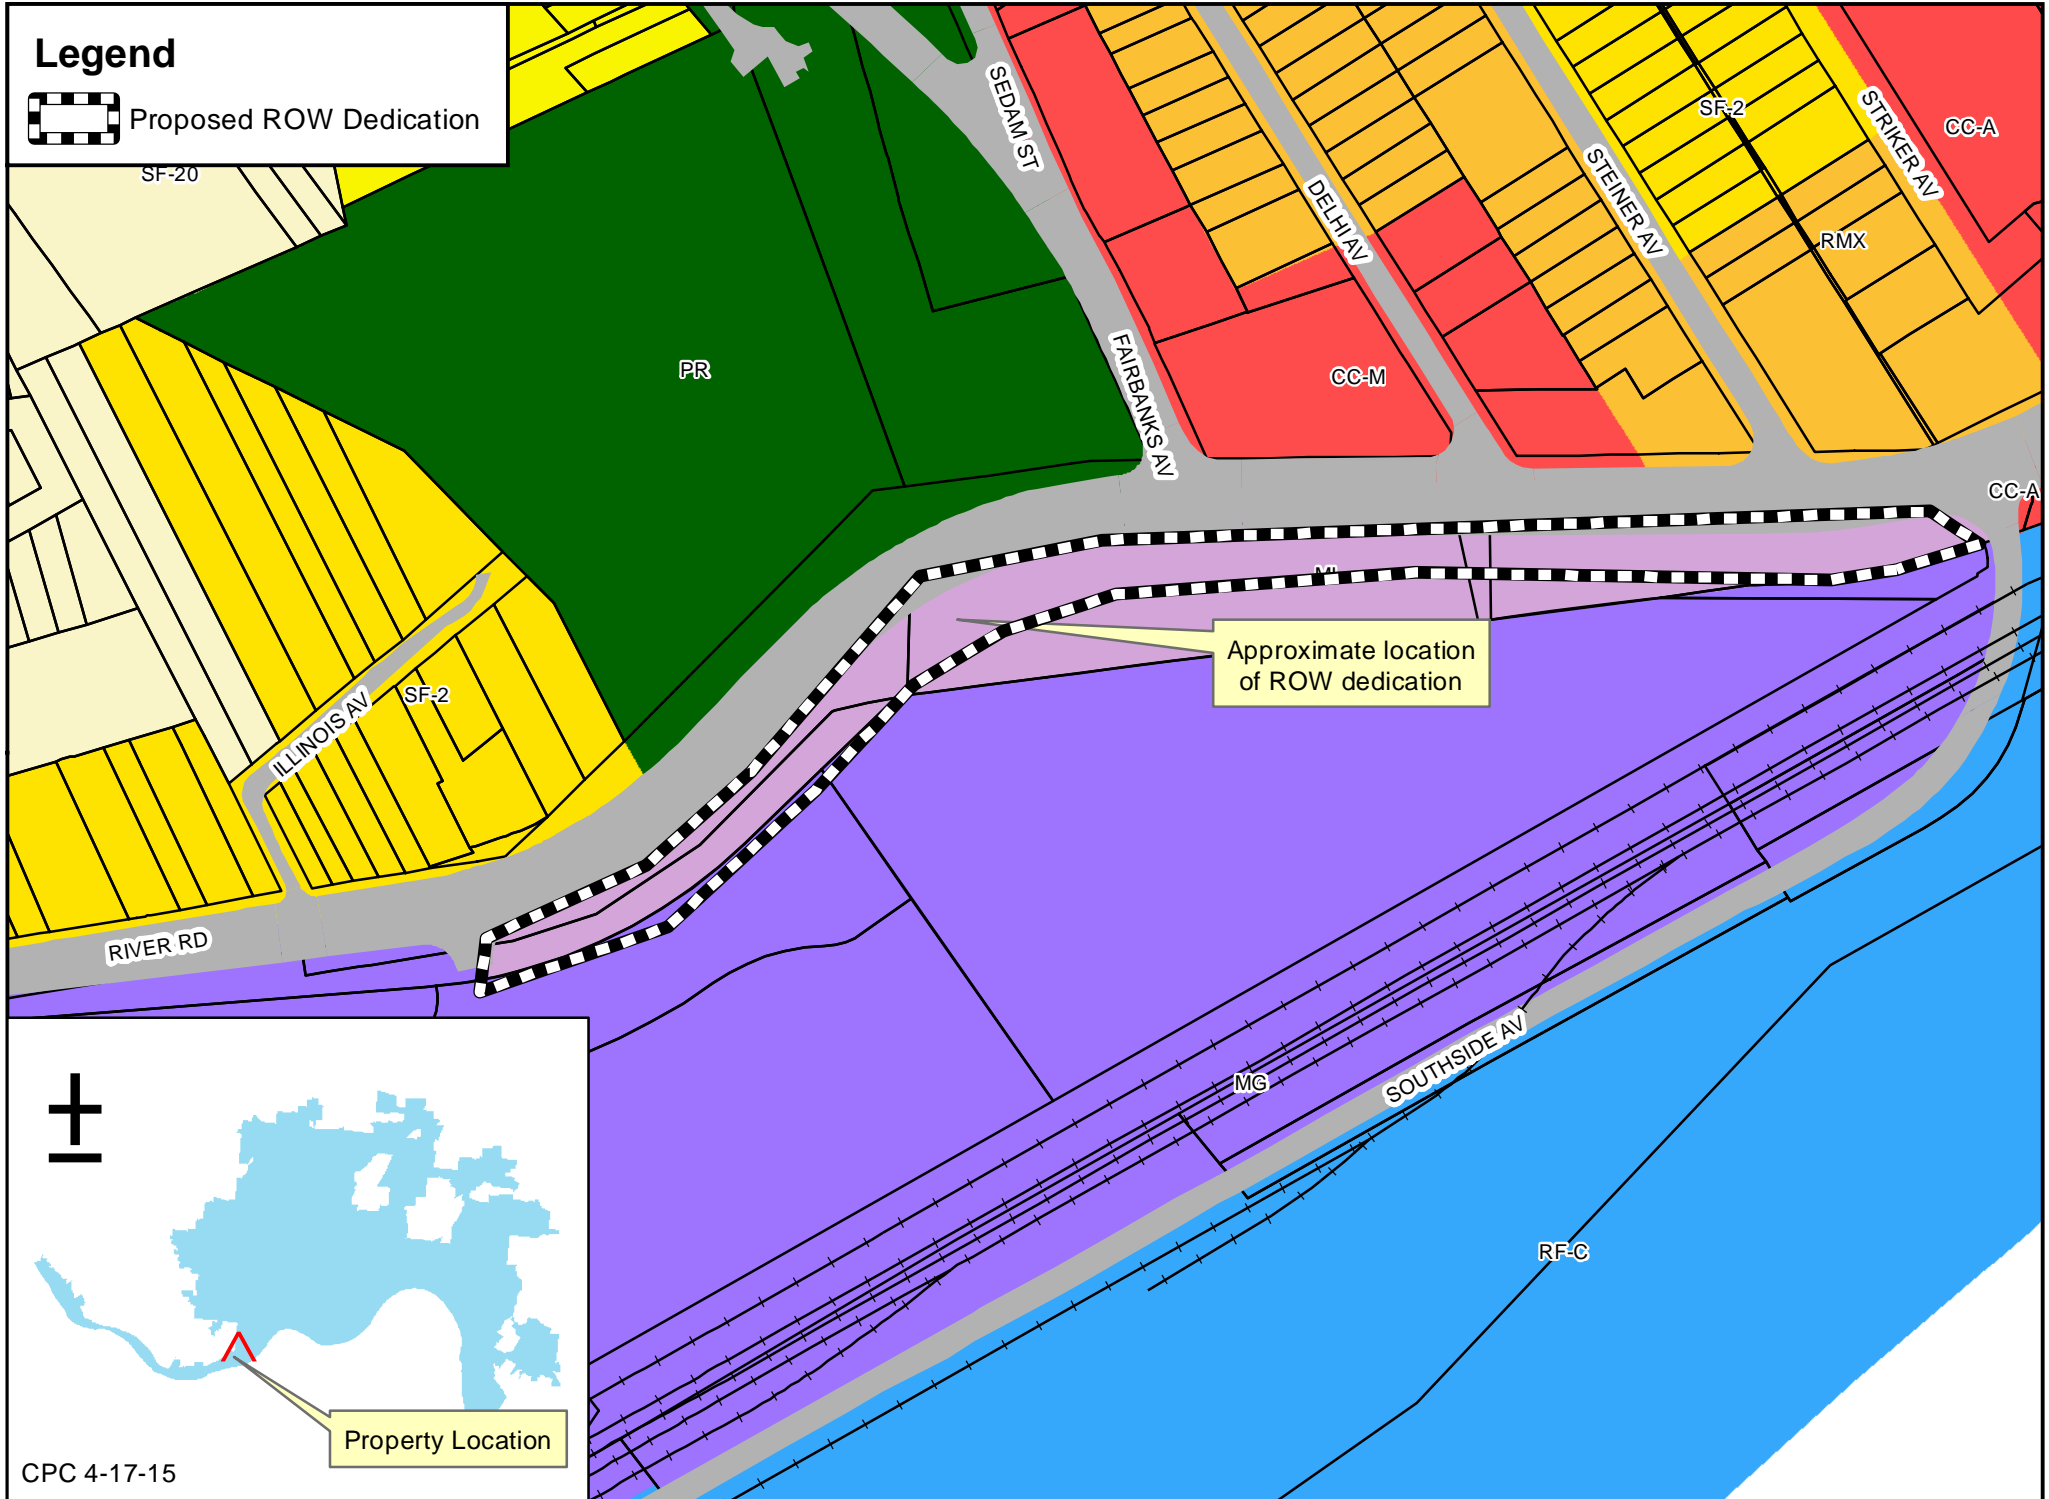 Legend
Proposed ROW Dedication
SF-20
SEDAM ST
SF-2
STRIKER AV
CC-A
STEINER AV
DELHI AV
RMX
PR
FAIRBANKS AV
CC-M
CC-A
Approximate location
of ROW dedication
SF-2
ILLINOIS AV
RIVER RD
SOUTHSIDE AV
MG
RF-C
Property Location
CPC 4-17-15